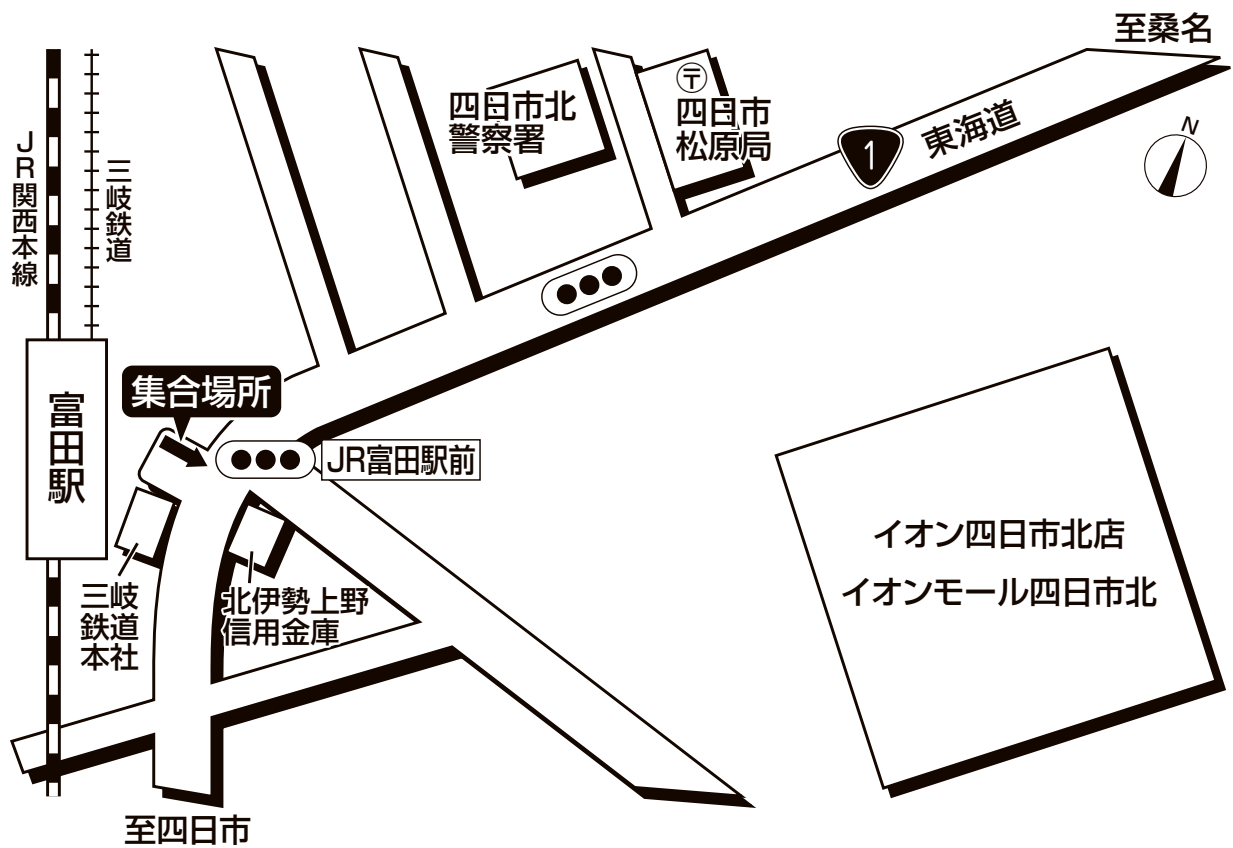 至桑名
N
〒
四日市
松原局
四日市北
警察署
1
東海道
JR関西本線
三岐鉄道
集合場所
富田駅
JR富田駅前
イオン四日市北店
イオンモール四日市北
三岐
鉄道
本社
北伊勢上野
信用金庫
至四日市